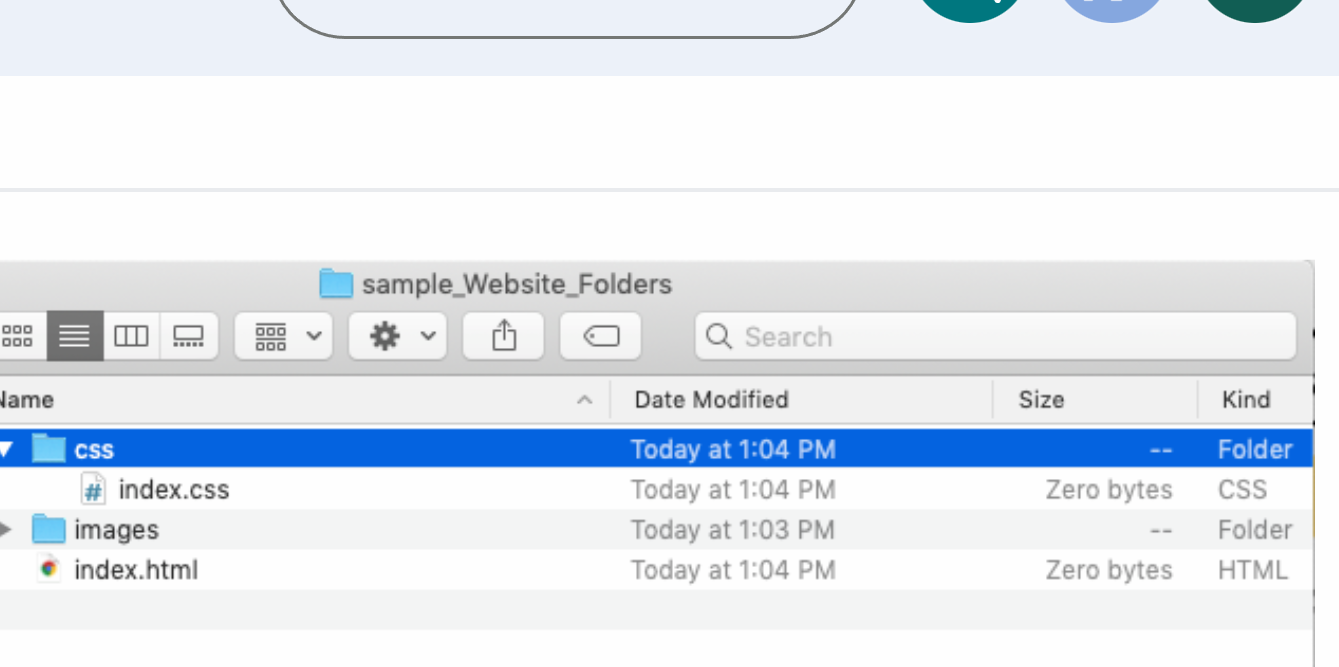 sample_Website_Folders
Search
Name Date Modified Size Kind
css Today at 1:04 PM -- Folder
# index.css Today at 1:04 PM Zero bytes CSS
images Today at 1:03 PM -- Folder
index.html Today at 1:04 PM Zero bytes HTML